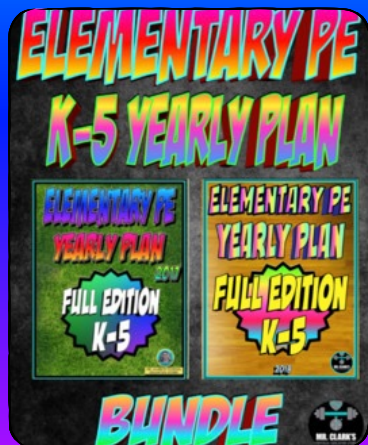 ELEMENTARY PE
K-5 YEARLY PLAN
ELEMENTARY PE
YEARLY PLAN
2017
FULL EDITION
K-5
ELEMENTARY PE
YEARLY PLAN
FULL EDITION
K-5
2018
BUNDLE
MR. CLARK'S